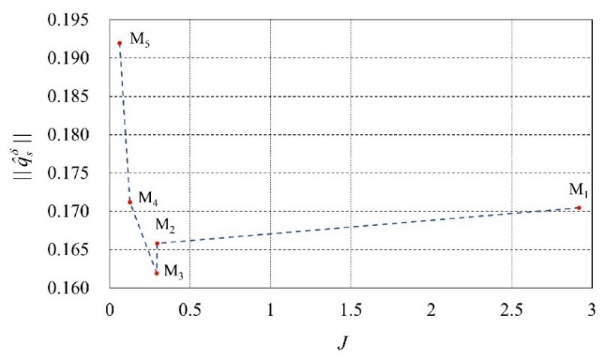 0.195
0.190
0.185
0.180
0.175
0.170
0.165
0.160
|| q̂ₛᵟ ||
M₅
M₄
M₂
M₃
M₁
0 0.5 1 1.5 2 2.5 3
J